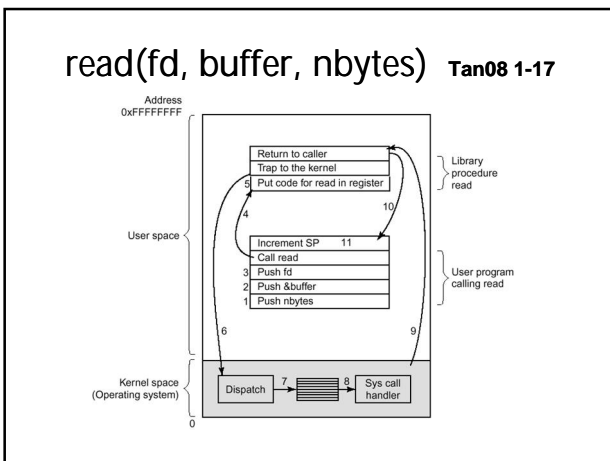 read(fd, buffer, nbytes) Tan08 1-17
Address
0xFFFFFFFF
Return to caller
Trap to the kernel
5 Put code for read in register
Library
procedure
read
4
10
User space
Increment SP 11
Call read
3 Push fd
2 Push &buffer
1 Push nbytes
User program
calling read
6
9
Kernel space
(Operating system)
Dispatch
7
8
Sys call
handler
0